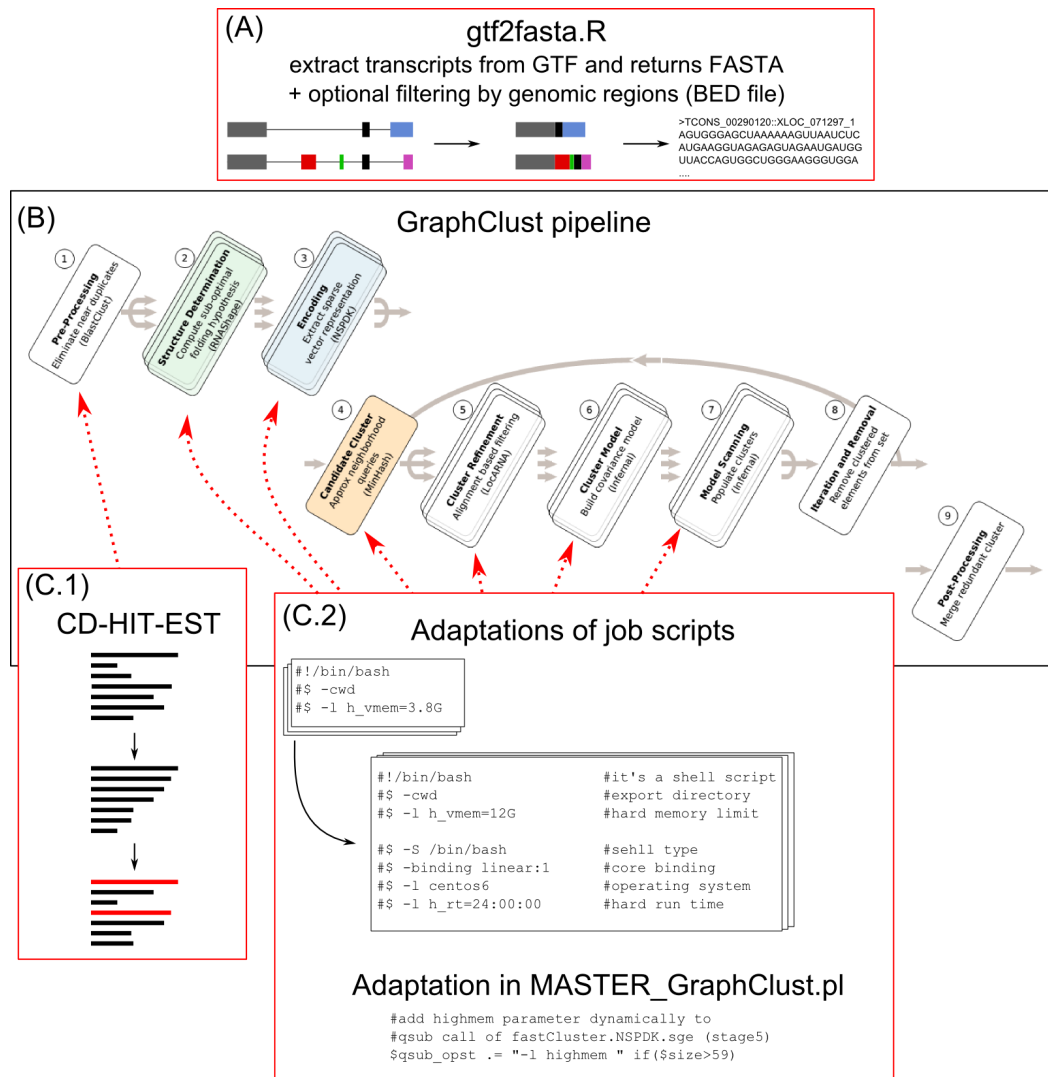 (A)
gtf2fasta.R
extract transcripts from GTF and returns FASTA
+ optional filtering by genomic regions (BED file)
>TCONS_00290120::XLOC_071297_1
AGUGGGAGCUAAAAAAGUUAAUCUC
AUGAAGGUAGAGAGUAGAAUGAUGG
UUACCAGUGGCUGGGAAGGGUGGA
....
(B)
GraphClust pipeline
1
Pre-Processing
Eliminate near duplicates
(BlastClust)
2
Structure Determination
Compute sub-optimal
folding hypothesis
(RNAShape)
3
Encoding
Extract sparse
vector representation
(NSPDK)
4
Candidate Cluster
Approx neighborhood
queries
(MinHash)
5
Cluster Refinement
Alignment based filtering
(LocARNA)
6
Cluster Model
Build covariance model
(Infernal)
7
Model Scanning
Populate clusters
(Infernal)
8
Iteration and Removal
Remove clustered
elements from set
9
Post-Processing
Merge redundant cluster
(C.1)
CD-HIT-EST
(C.2)
Adaptations of job scripts
#!/bin/bash
#$ -cwd
#$ -l h_vmem=3.8G
#!/bin/bash #it's a shell script
#$ -cwd #export directory
#$ -l h_vmem=12G #hard memory limit
#$ -S /bin/bash #sehll type
#$ -binding linear:1 #core binding
#$ -l centos6 #operating system
#$ -l h_rt=24:00:00 #hard run time
Adaptation in MASTER_GraphClust.pl
#add highmem parameter dynamically to
#qsub call of fastCluster.NSPDK.sge (stage5)
$qsub_opst .= "-l highmem " if($size>59)